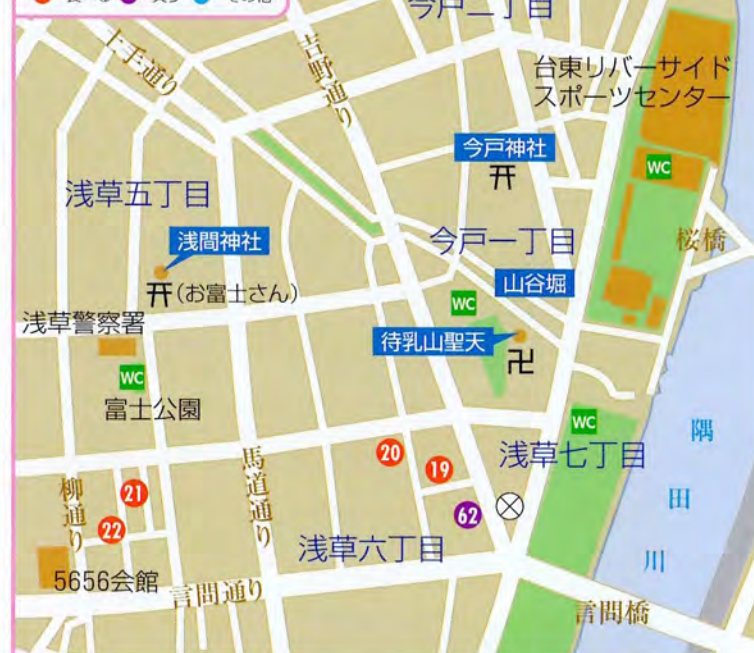 今戸二丁目
土手通り
吉野通り
台東リバーサイド
スポーツセンター
今戸神社
WC
浅草五丁目
浅間神社
(お富士さん)
今戸一丁目
桜橋
山谷堀
WC
浅草警察署
待乳山聖天
卍
WC
富士公園
WC
浅草七丁目
隅田川
20
19
62
21
22
柳通り
馬道通り
浅草六丁目
5656会館
言問通り
言問橋